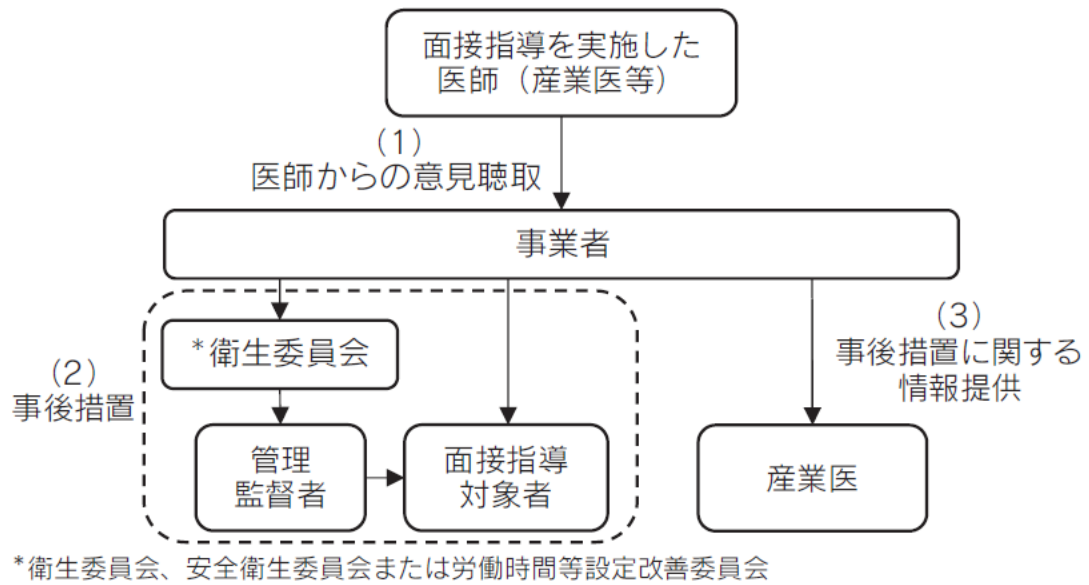 面接指導を実施した
医師（産業医等）
（1）
医師からの意見聴取
事業者
*衛生委員会
（2）
事後措置
（3）
事後措置に関する
情報提供
管理
監督者
面接指導
対象者
産業医
*衛生委員会、安全衛生委員会または労働時間等設定改善委員会